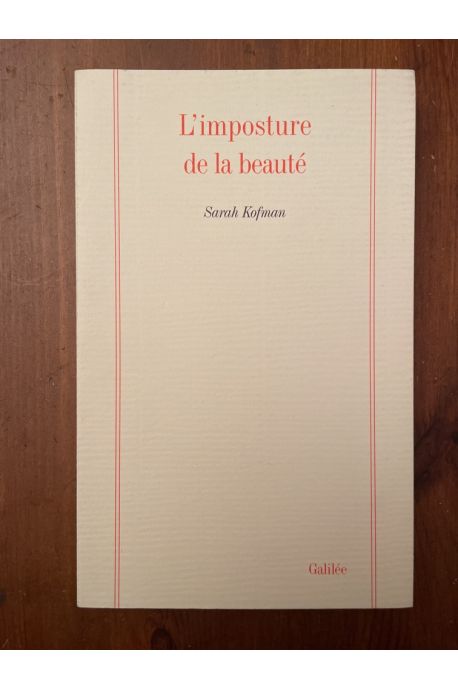 L'imposture
de la beauté
Sarah Kofman
Galilée